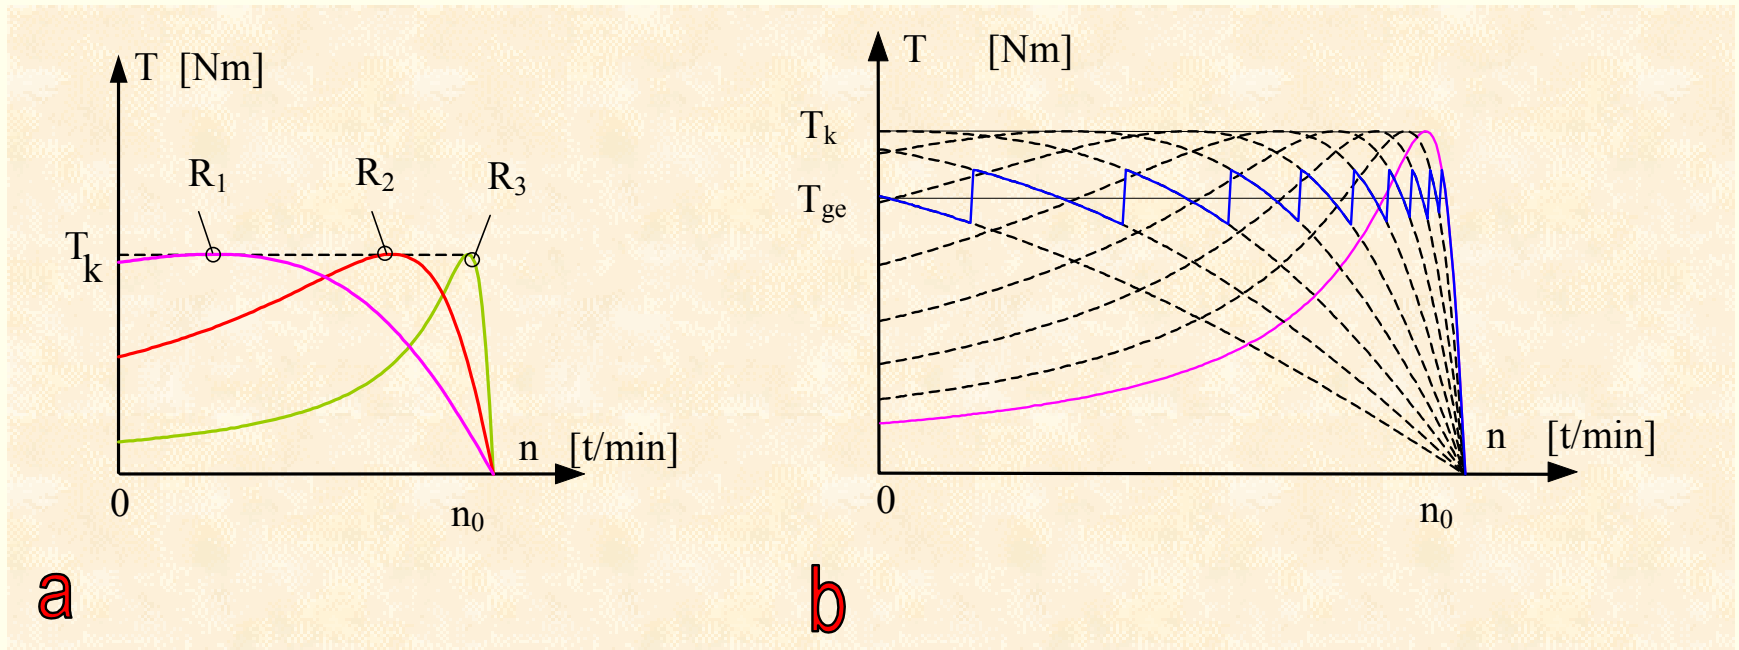 T [Nm]
R₁
R₂
R₃
Tk
n [t/min]
0
n₀
a
T [Nm]
Tk
Tge
n [t/min]
0
n₀
b